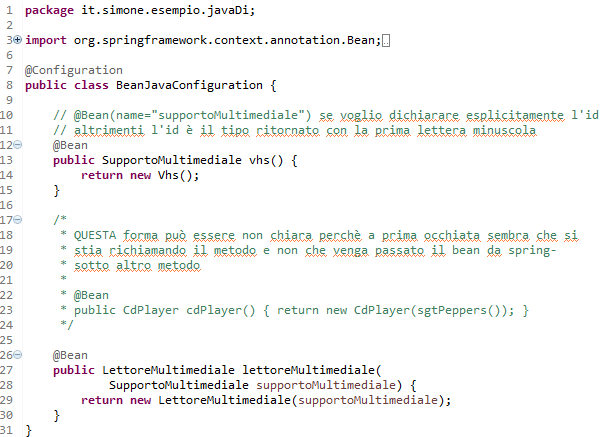 1 package it.simone.esempio.javaDi;
2
3 import org.springframework.context.annotation.Bean;
6
7 @Configuration
8 public class BeanJavaConfiguration {
9
10 // @Bean(name="supportoMultimediale") se voglio dichiarare esplicitamente l'id
11 // altrimenti l'id è il tipo ritornato con la prima lettera minuscola
12 @Bean
13 public SupportoMultimediale vhs() {
14 return new Vhs();
15 }
16
17 /*
18 * QUESTA forma può essere non chiara perchè a prima occhiata sembra che si
19 * stia richiamando il metodo e non che venga passato il bean da spring-
20 * sotto altro metodo
21 *
22 * @Bean
23 * public CdPlayer cdPlayer() { return new CdPlayer(sgtPeppers()); }
24 */
25
26 @Bean
27 public LettoreMultimediale lettoreMultimediale(
28 SupportoMultimediale supportoMultimediale) {
29 return new LettoreMultimediale(supportoMultimediale);
30 }
31 }